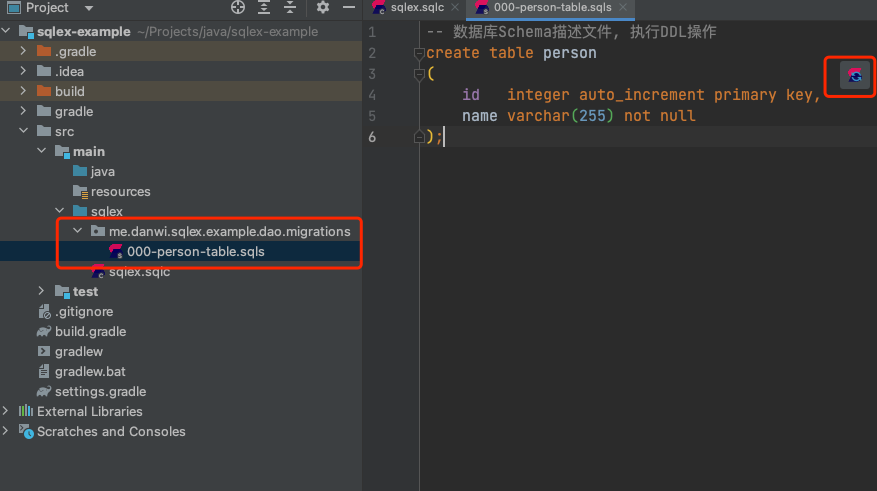 Project
sqlex-example ~/Projects/java/sqlex-example
.gradle
.idea
build
gradle
src
main
java
resources
sqlex
me.danwi.sqlex.example.dao.migrations
000-person-table.sqls
sqlex.sqlc
test
.gitignore
build.gradle
gradlew
gradlew.bat
settings.gradle
External Libraries
Scratches and Consoles
sqlex.sqlc 000-person-table.sqls
1 -- 数据库Schema描述文件, 执行DDL操作
2 create table person
3 (
4 id integer auto_increment primary key,
5 name varchar(255) not null
6 );